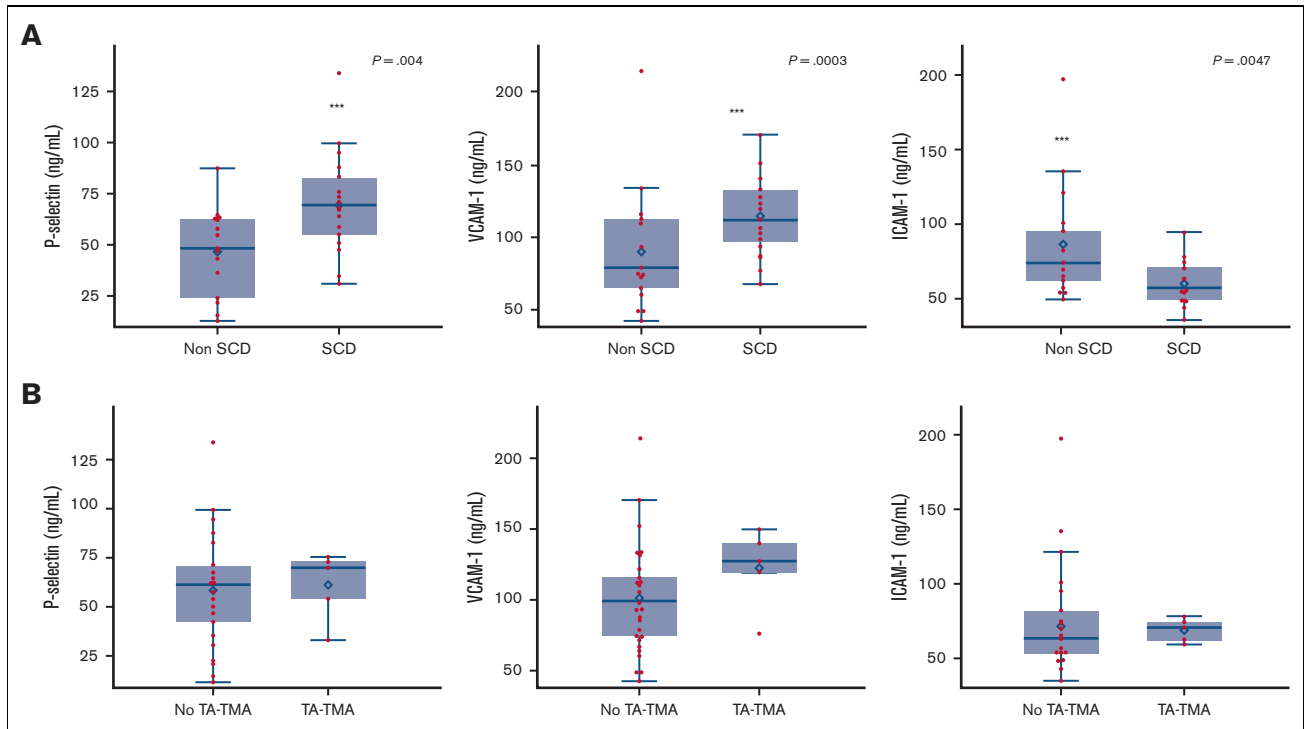 A
P = .004
P-selectin (ng/mL)
125
100
75
50
25
***
Non SCD
SCD
P = .0003
VCAM-1 (ng/mL)
200
150
100
50
***
Non SCD
SCD
P = .0047
ICAM-1 (ng/mL)
200
150
100
50
***
Non SCD
SCD
B
P-selectin (ng/mL)
125
100
75
50
25
No TA-TMA
TA-TMA
VCAM-1 (ng/mL)
200
150
100
50
No TA-TMA
TA-TMA
ICAM-1 (ng/mL)
200
150
100
50
No TA-TMA
TA-TMA